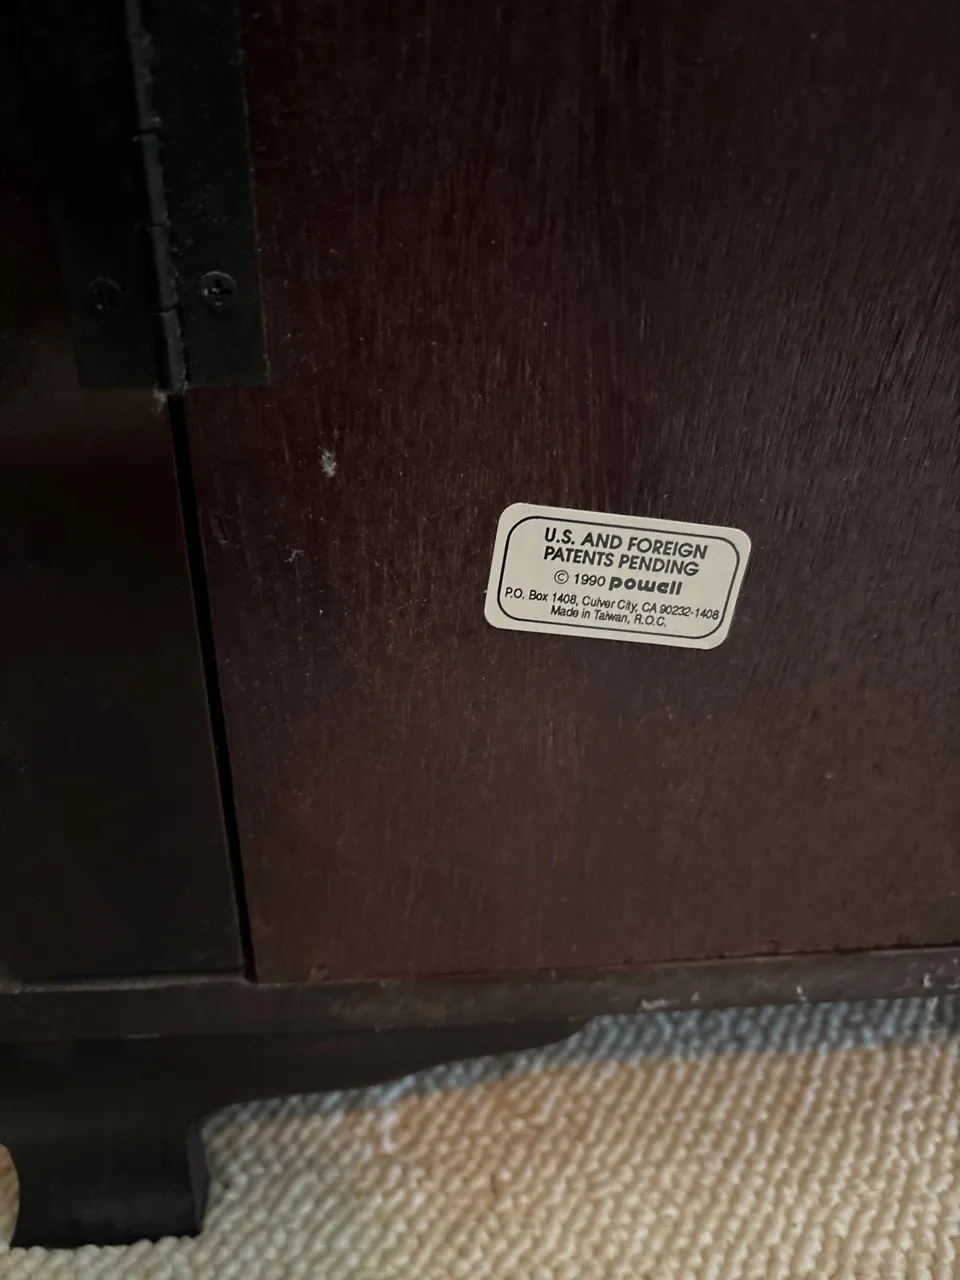 U.S. AND FOREIGN
PATENTS PENDING
© 1990 powell
P.O. Box 1408, Culver City, CA 90232-1408
Made in Taiwan, R.O.C.